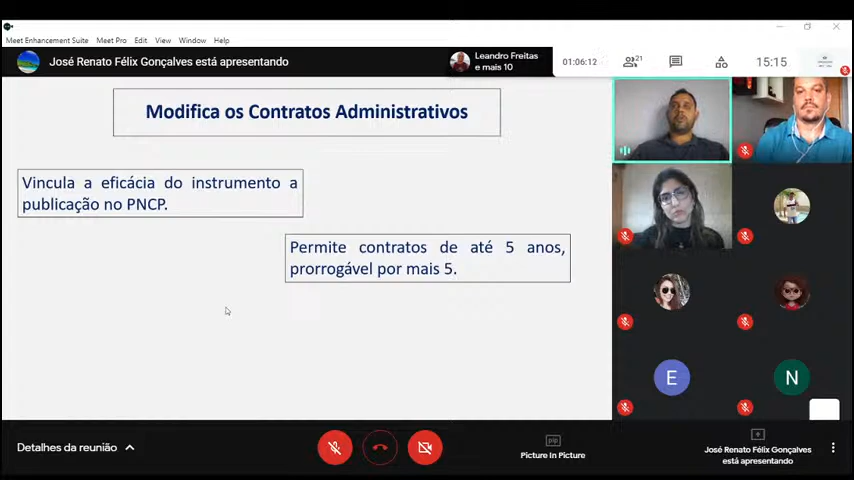 Meet Enhancement Suite Meet Pro Edit View Window Help
José Renato Félix Gonçalves está apresentando
Leandro Freitas
e mais 10
01:06:12
21
15:15
Modifica os Contratos Administrativos
Vincula a eficácia do instrumento a
publicação no PNCP.
Permite contratos de até 5 anos,
prorrogável por mais 5.
E
N
Detalhes da reunião
pip
Picture In Picture
José Renato Félix Gonçalves
está apresentando